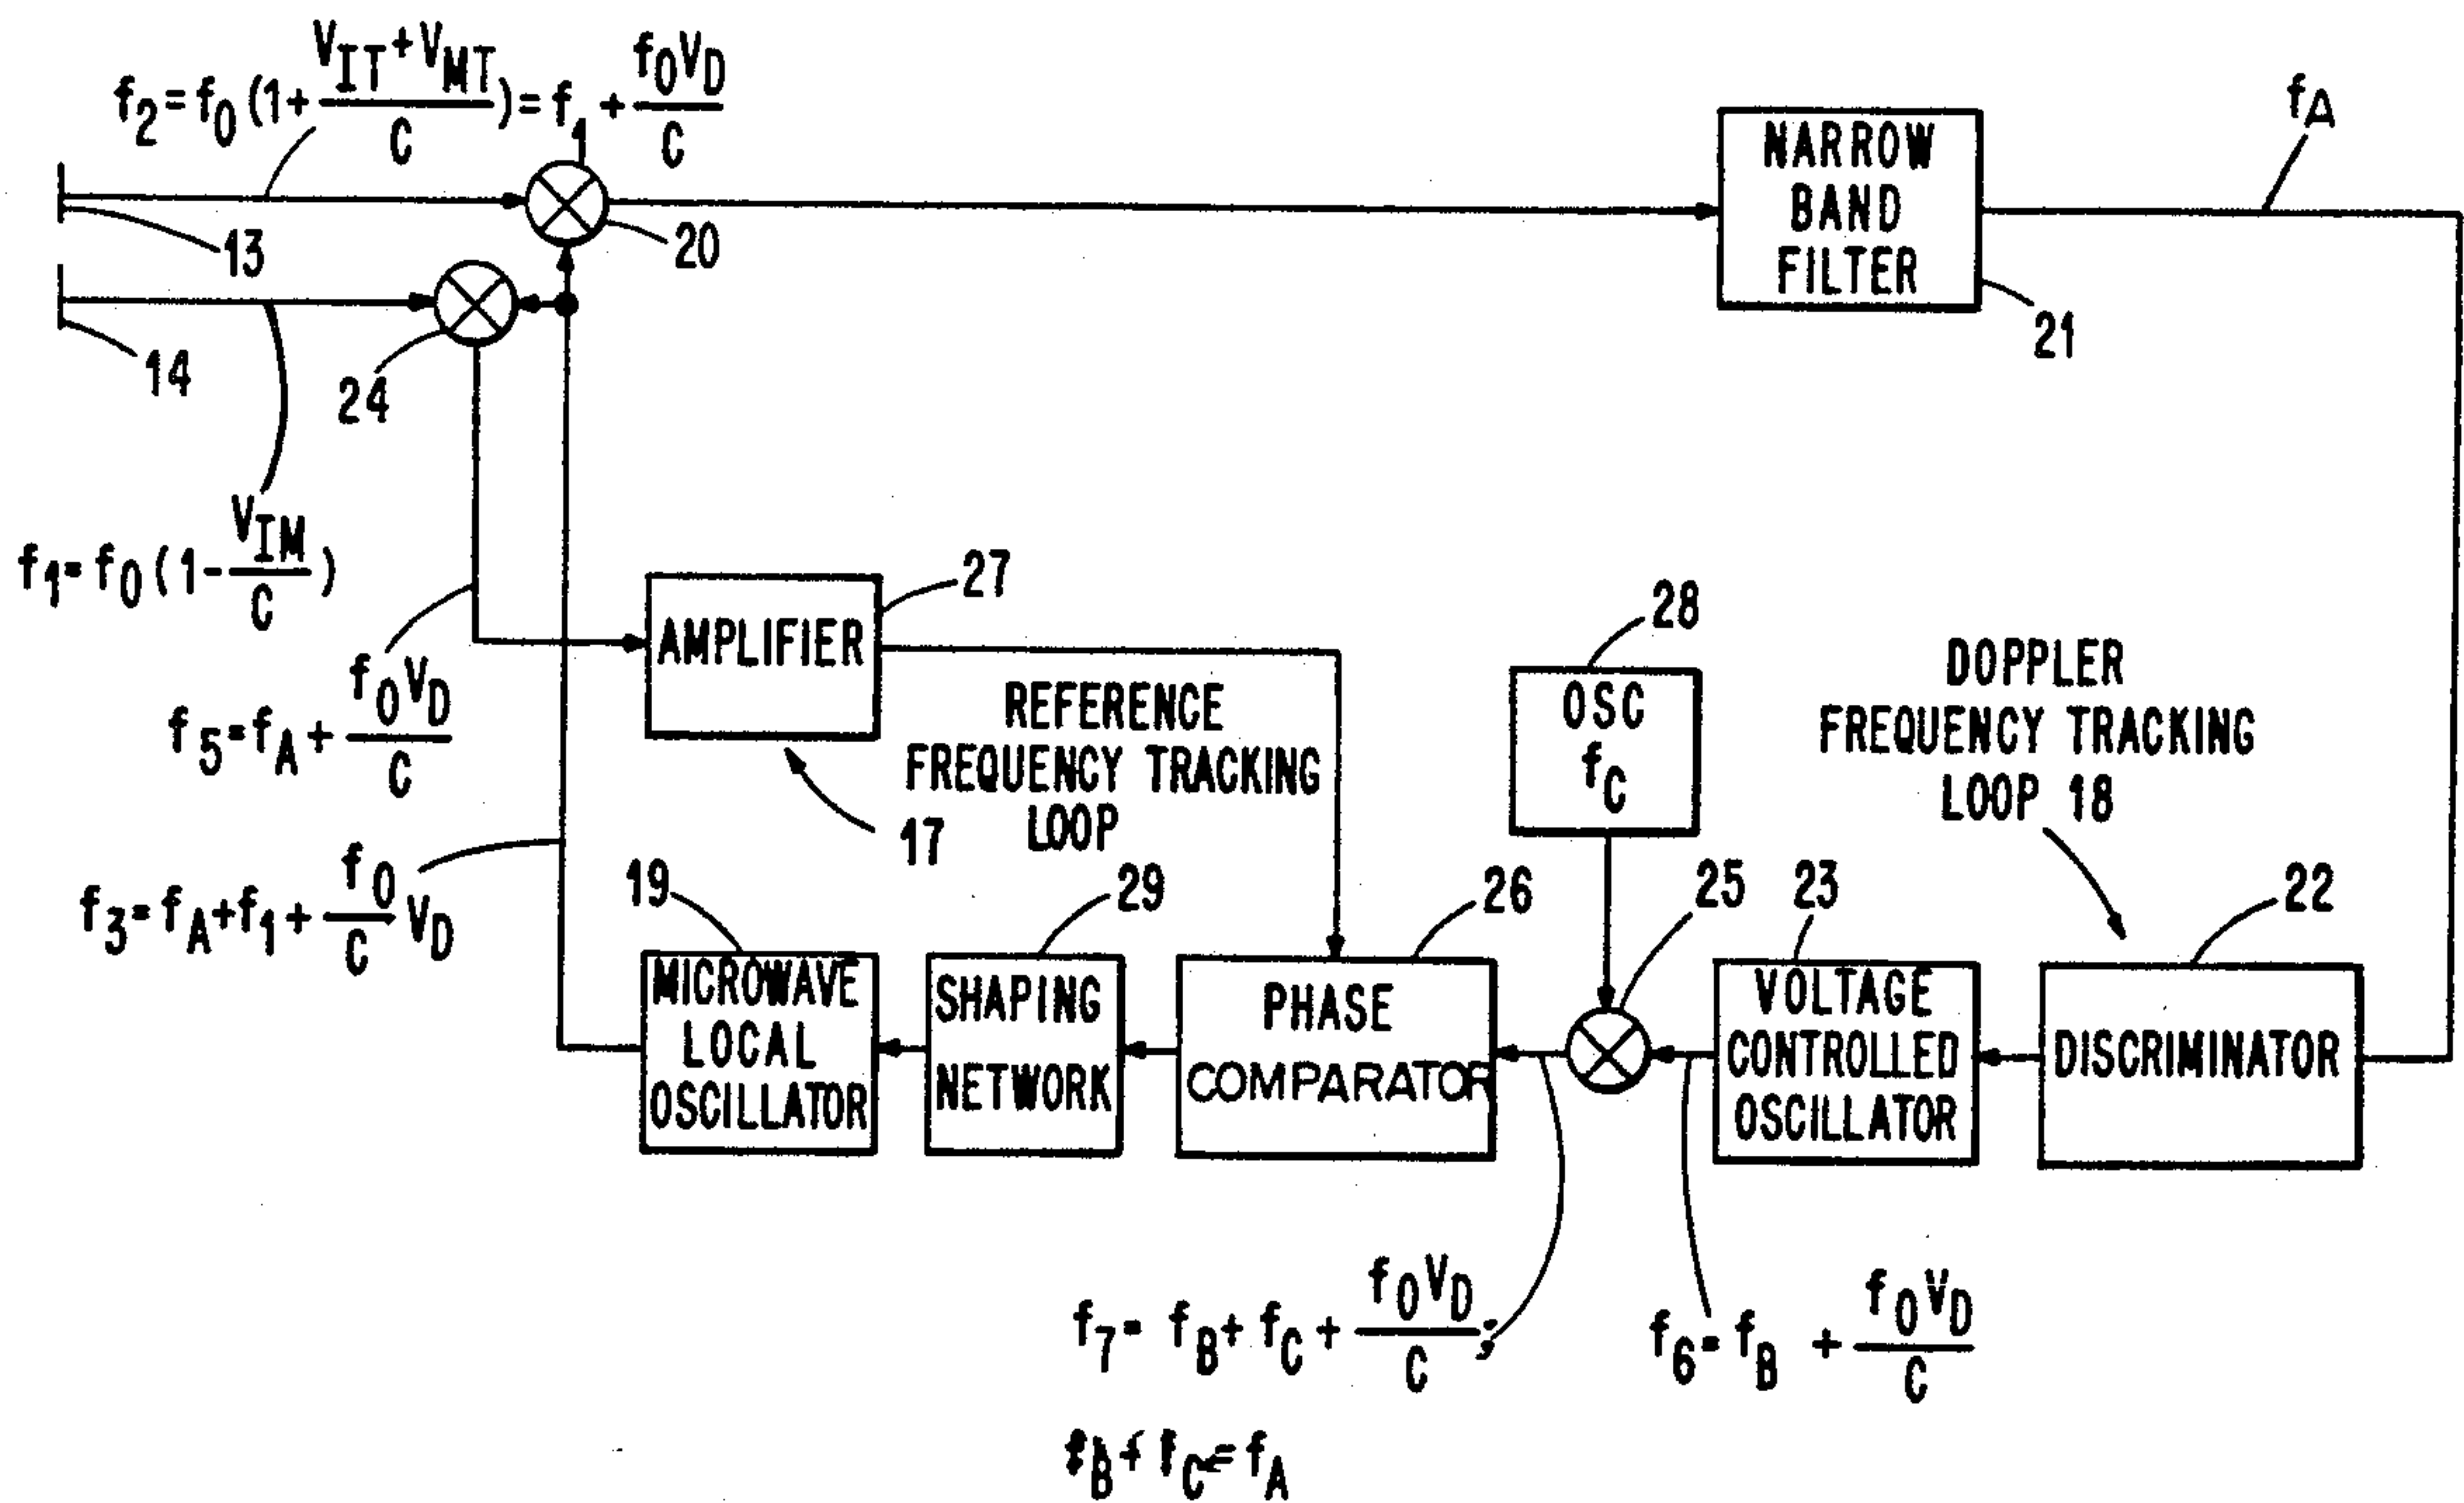 f2=f0(1+ (VIT+VMT)/C)=f1+ f0VD/C
fA
NARROW
BAND
FILTER
13
20
21
14
24
f1=f0(1- VIM/C)
27
AMPLIFIER
28
OSC
fC
DOPPLER
FREQUENCY TRACKING
LOOP 18
REFERENCE
FREQUENCY TRACKING
LOOP
17
f5=fA+ f0VD/C
f3=fA+f1+ f0/C VD
19
29
26
25
23
22
MICROWAVE
LOCAL
OSCILLATOR
SHAPING
NETWORK
PHASE
COMPARATOR
VOLTAGE
CONTROLLED
OSCILLATOR
DISCRIMINATOR
f7= fB+ fC+ f0VD/C;
f6=fB + f0VD/C
fB+fC=fA